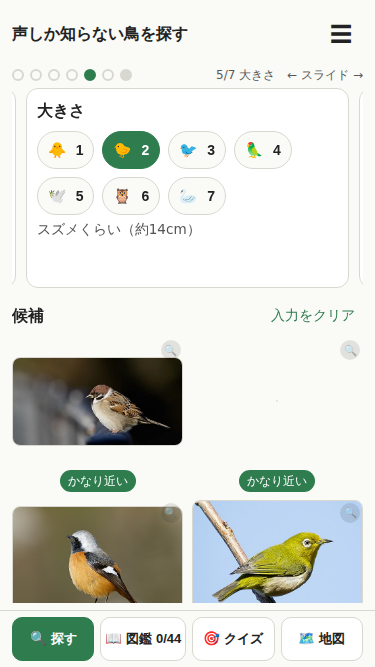 声しか知らない鳥を探す
5/7 大きさ ← スライド →
大きさ
1 2 3 4
5 6 7
スズメくらい（約14cm）
候補 入力をクリア
かなり近い かなり近い
探す 図鑑 0/44 クイズ 地図